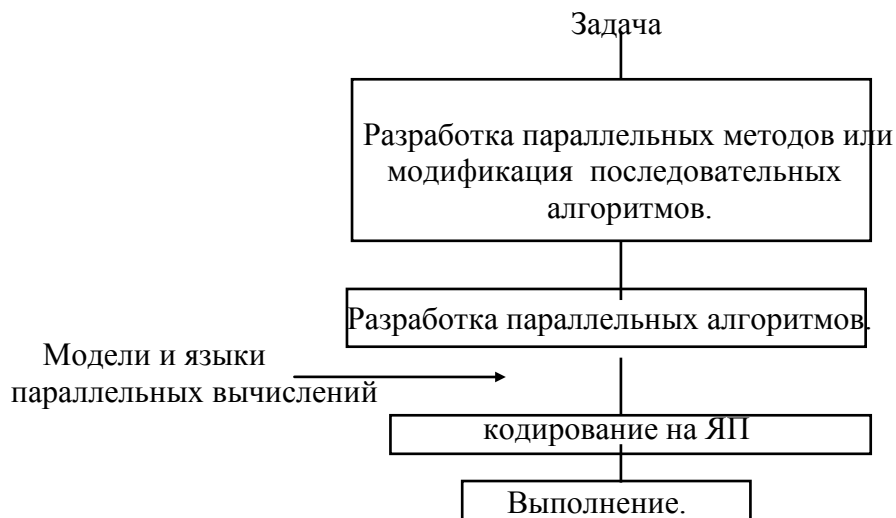 Задача
Разработка параллельных методов или
модификация последовательных
алгоритмов.
Разработка параллельных алгоритмов.
Модели и языки
параллельных вычислений
кодирование на ЯП
Выполнение.